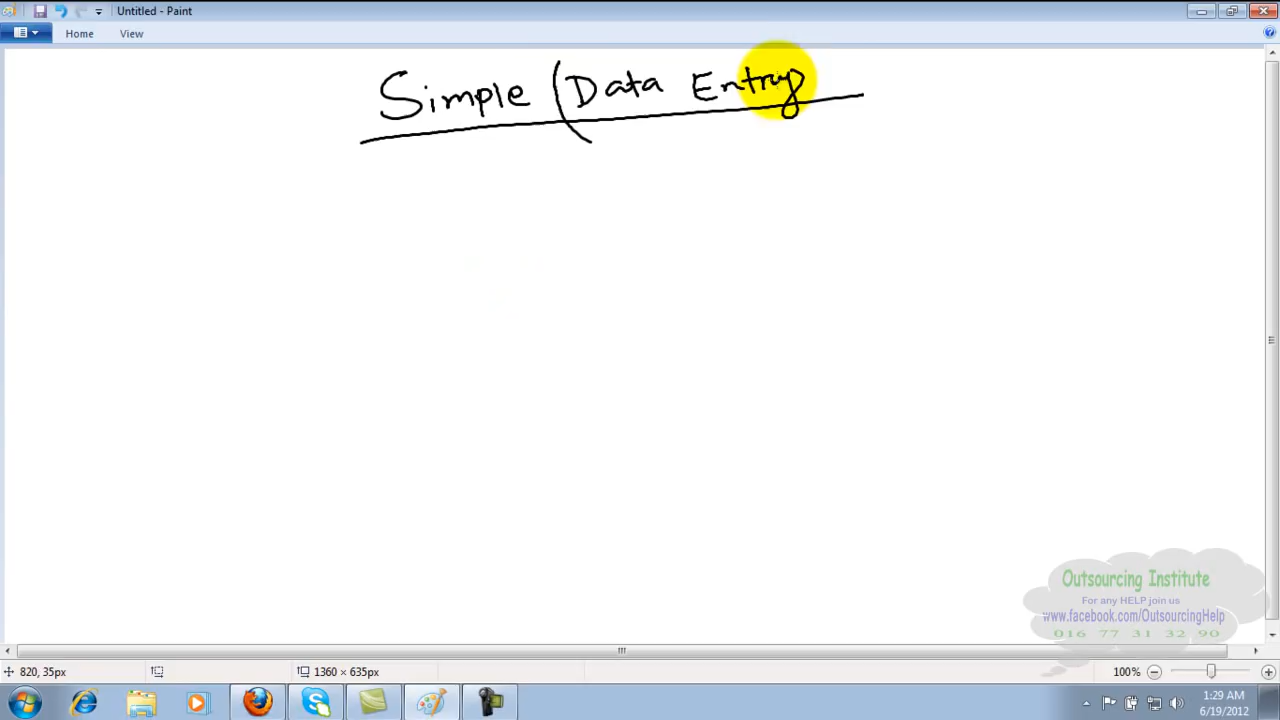 Untitled - Paint
Home View
Simple (Data Entry
Outsourcing Institute
For any HELP join us
www.facebook.com/OutsourcingHelp
016 77 31 32 90
820, 35px
1360 × 635px
100%
1:29 AM
6/19/2012